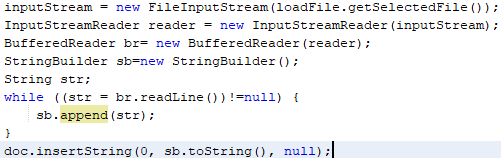 inputStream = new FileInputStream(loadFile.getSelectedFile());
InputStreamReader reader = new InputStreamReader(inputStream);
BufferedReader br= new BufferedReader(reader);
StringBuilder sb=new StringBuilder();
String str;
while ((str = br.readLine())!=null) {
    sb.append(str);
}
doc.insertString(0, sb.toString(), null);